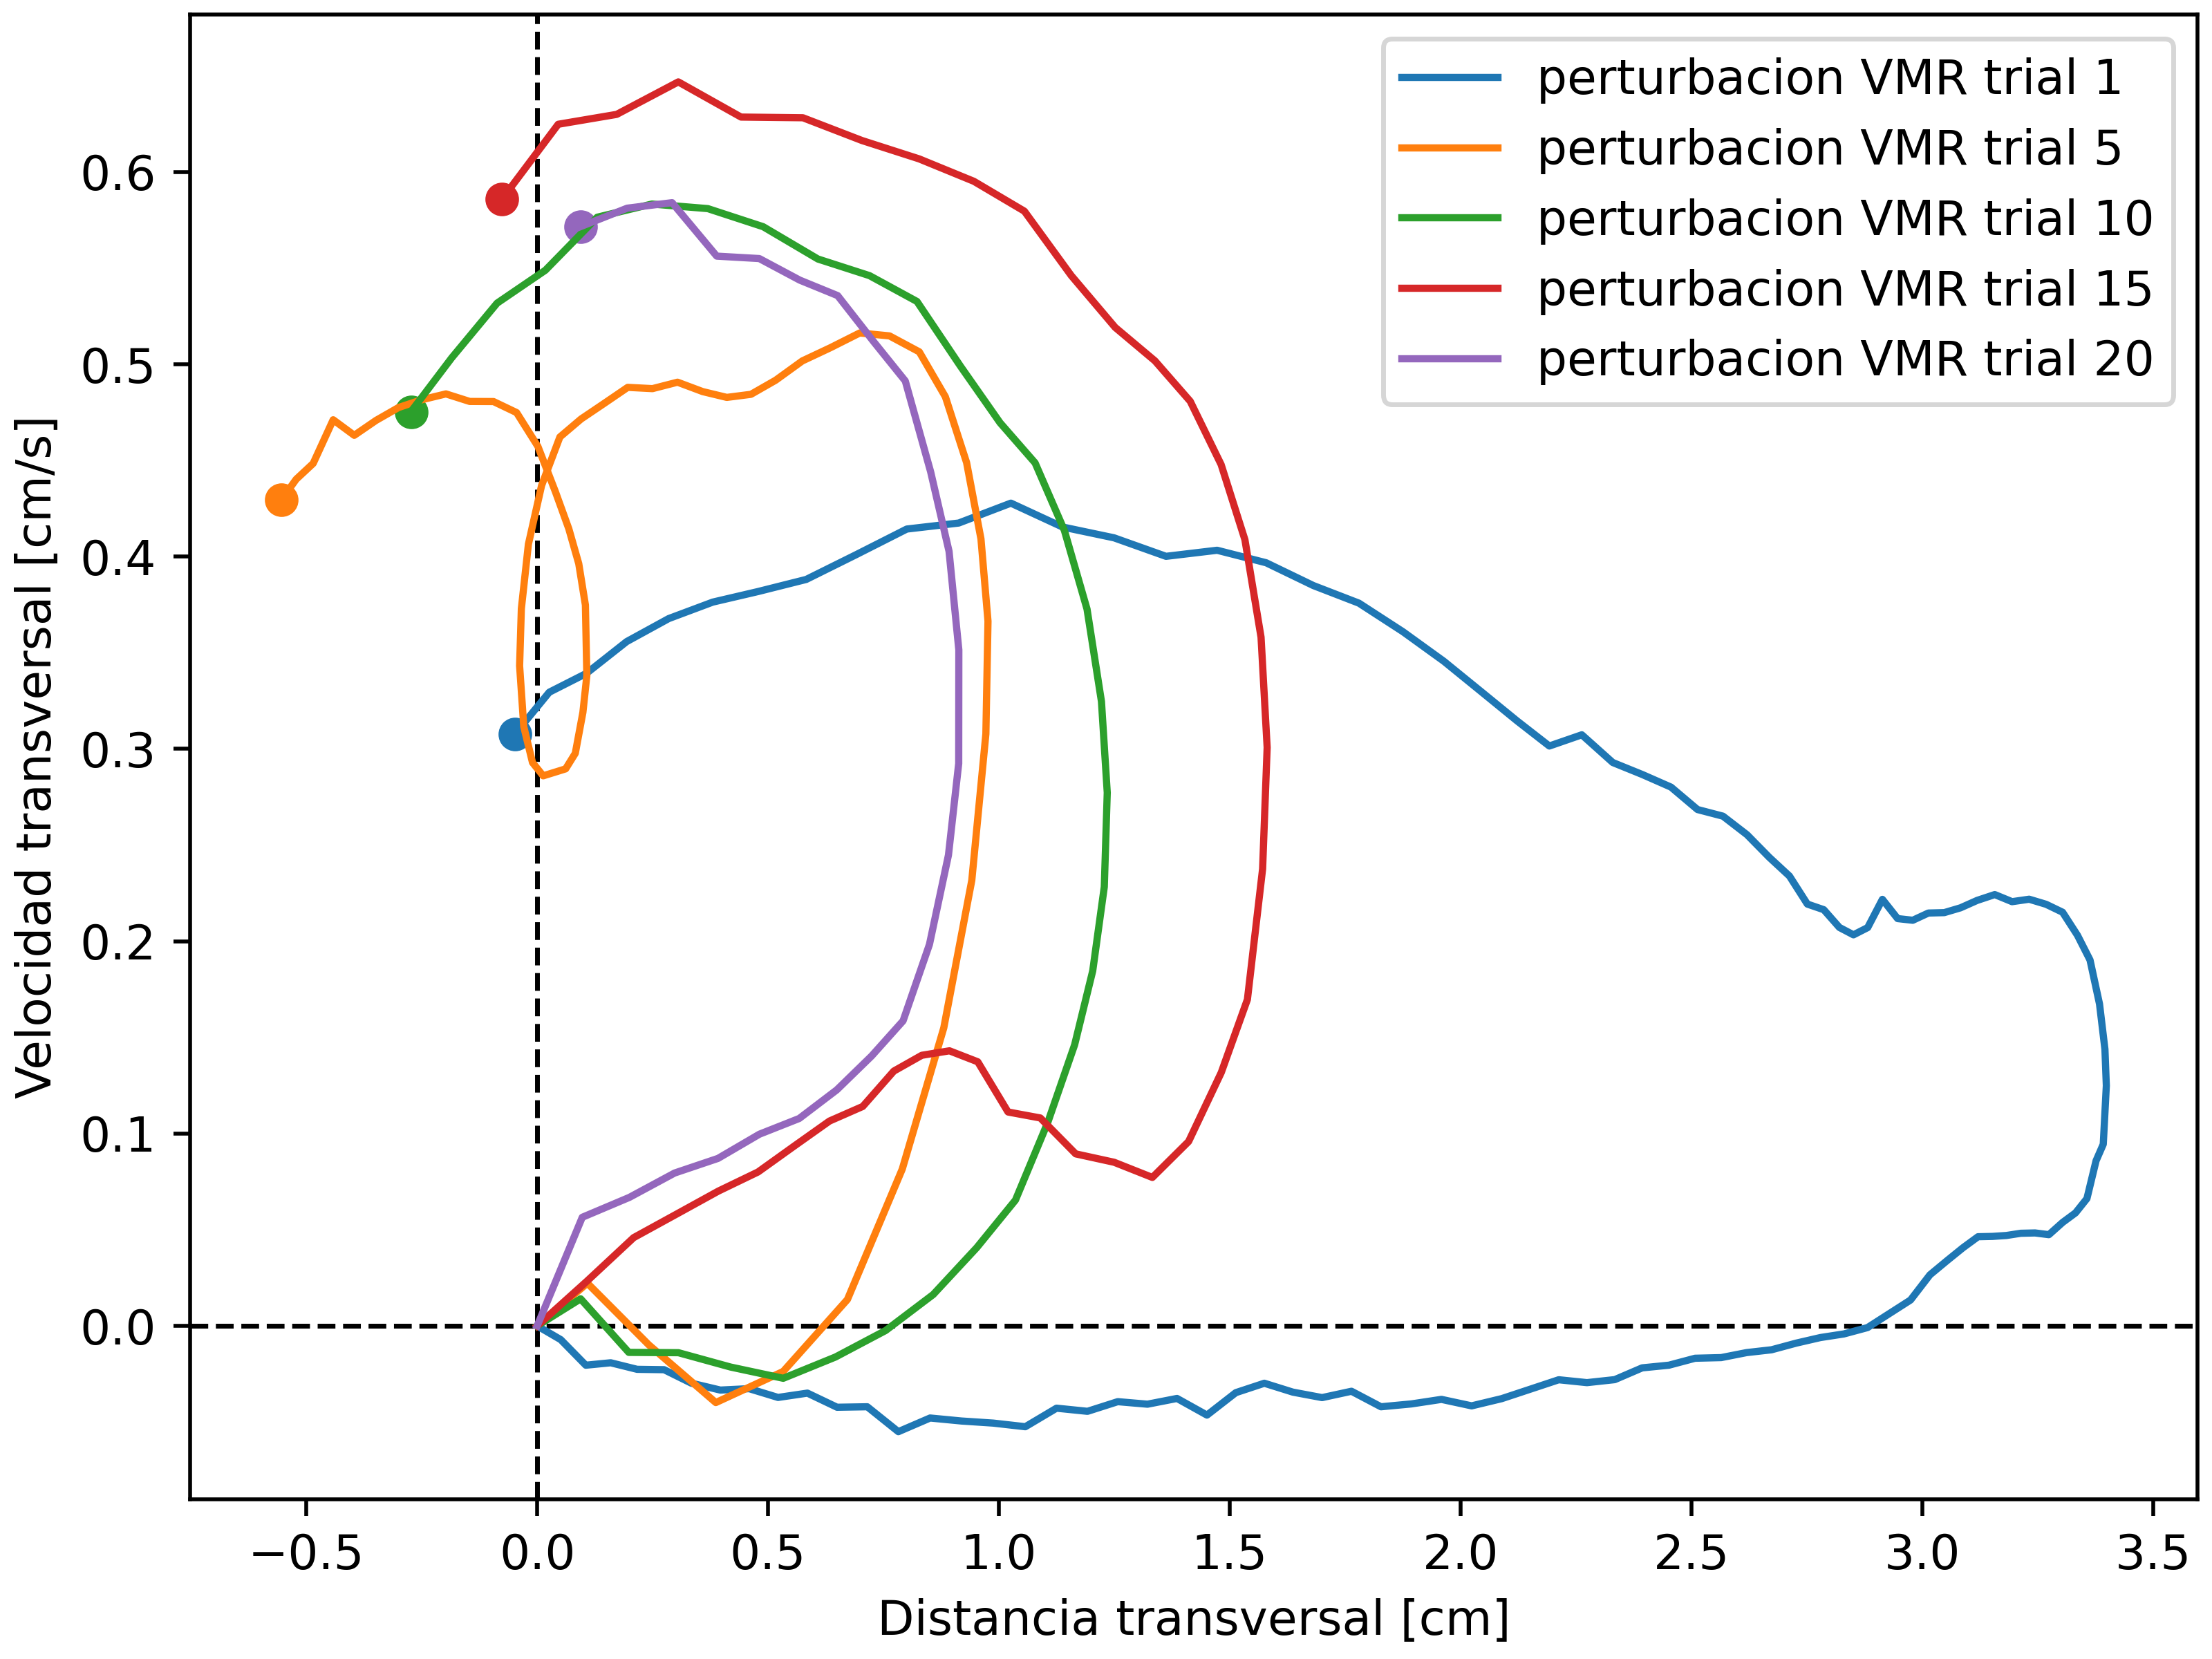 perturbacion VMR trial 1
perturbacion VMR trial 5
perturbacion VMR trial 10
perturbacion VMR trial 15
perturbacion VMR trial 20
Velocidad transversal [cm/s]
0.6
0.5
0.4
0.3
0.2
0.1
0.0
−0.5 0.0 0.5 1.0 1.5 2.0 2.5 3.0 3.5
Distancia transversal [cm]